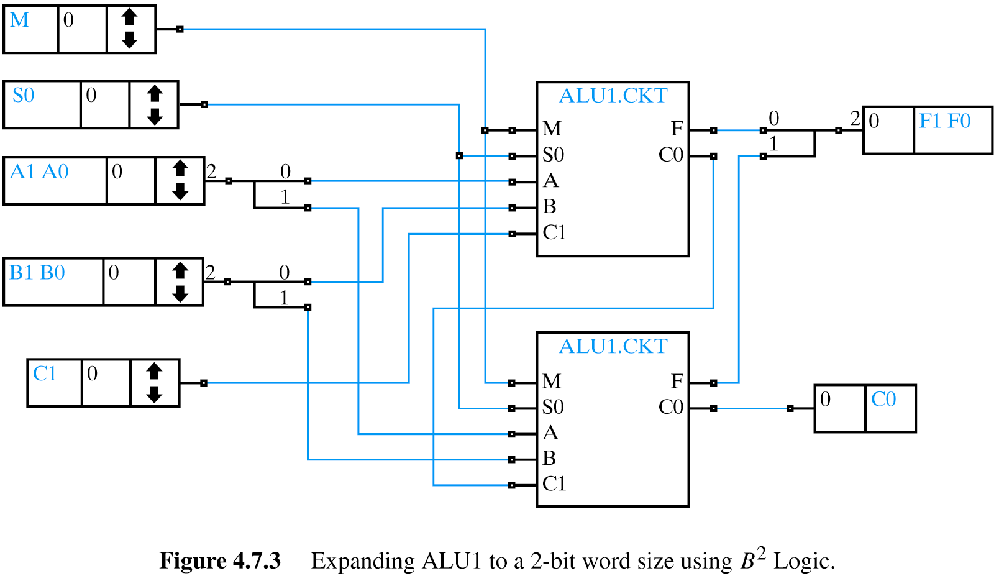 M 0
S0 0
A1 A0 0 2 0
1
B1 B0 0 2 0
1
C1 0
ALU1.CKT
M F
S0 C0
A
B
C1
0 2 0 F1 F0
1
ALU1.CKT
M F
S0 C0
A
B
C1
0 C0
Figure 4.7.3 Expanding ALU1 to a 2-bit word size using B² Logic.